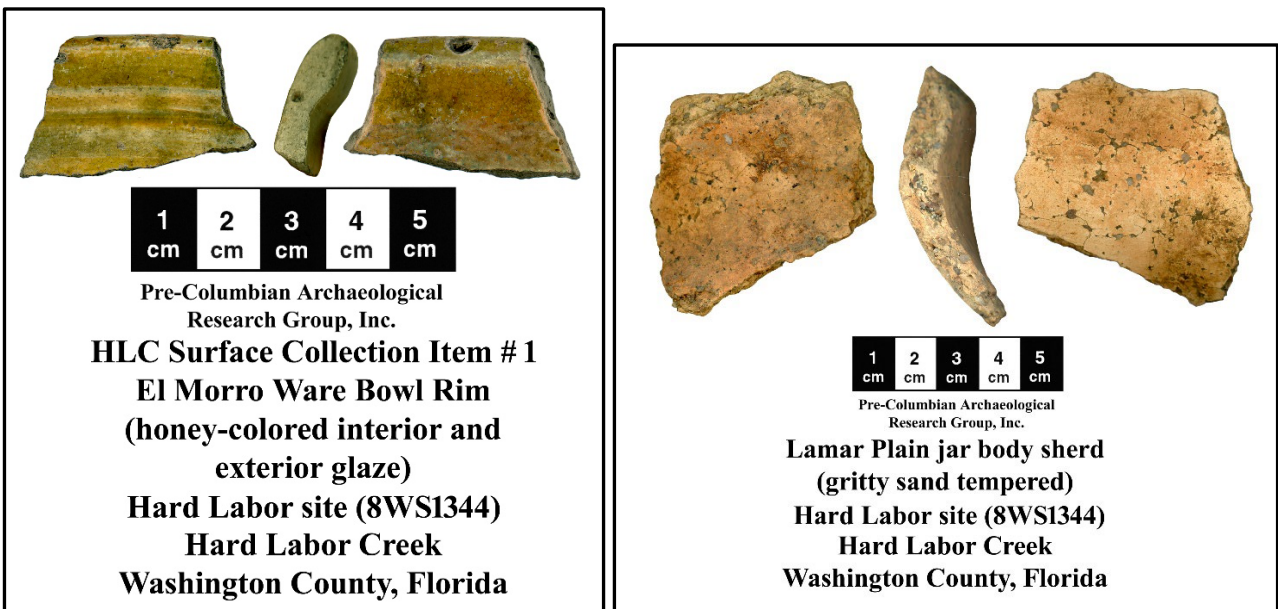 1 2 3 4 5
cm cm cm cm cm
Pre-Columbian Archaeological
Research Group, Inc.
HLC Surface Collection Item # 1
El Morro Ware Bowl Rim
(honey-colored interior and
exterior glaze)
Hard Labor site (8WS1344)
Hard Labor Creek
Washington County, Florida
1 2 3 4 5
cm cm cm cm cm
Pre-Columbian Archaeological
Research Group, Inc.
Lamar Plain jar body sherd
(gritty sand tempered)
Hard Labor site (8WS1344)
Hard Labor Creek
Washington County, Florida